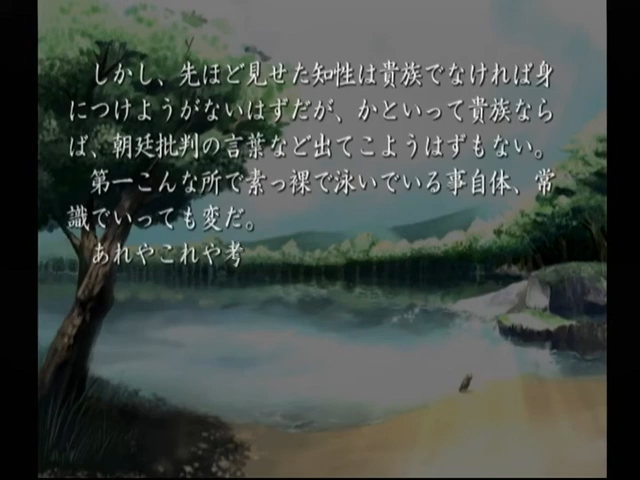 しかし、先ほど見せた知性は貴族でなければ身
につけようがないはずだが、かといって貴族なら
ば、朝廷批判の言葉など出てこようはずもない。
第一こんな所で素っ裸で泳いでいる事自体、常
識でいっても変だ。
あれやこれや考